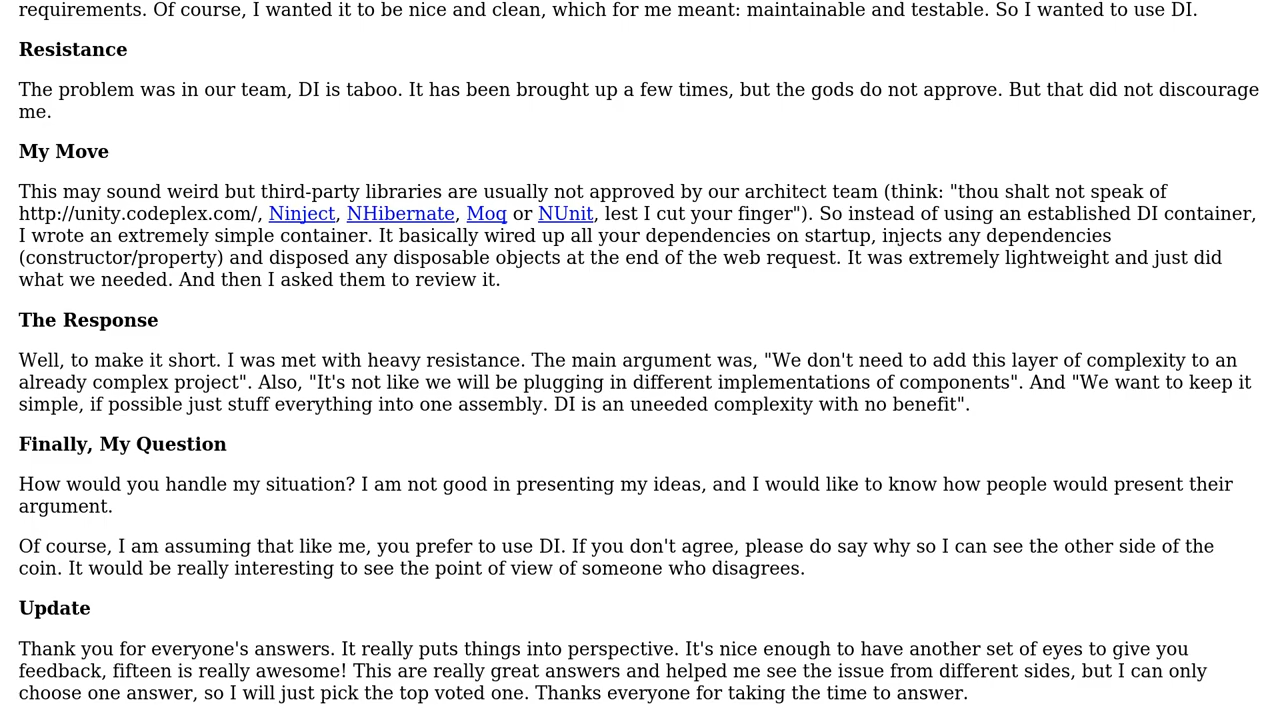 requirements. Of course, I wanted it to be nice and clean, which for me meant: maintainable and testable. So I wanted to use DI.
Resistance
The problem was in our team, DI is taboo. It has been brought up a few times, but the gods do not approve. But that did not discourage
me.
My Move
This may sound weird but third-party libraries are usually not approved by our architect team (think: "thou shalt not speak of
http://unity.codeplex.com/, Ninject, NHibernate, Moq or NUnit, lest I cut your finger"). So instead of using an established DI container,
I wrote an extremely simple container. It basically wired up all your dependencies on startup, injects any dependencies
(constructor/property) and disposed any disposable objects at the end of the web request. It was extremely lightweight and just did
what we needed. And then I asked them to review it.
The Response
Well, to make it short. I was met with heavy resistance. The main argument was, "We don't need to add this layer of complexity to an
already complex project". Also, "It's not like we will be plugging in different implementations of components". And "We want to keep it
simple, if possible just stuff everything into one assembly. DI is an uneeded complexity with no benefit".
Finally, My Question
How would you handle my situation? I am not good in presenting my ideas, and I would like to know how people would present their
argument.
Of course, I am assuming that like me, you prefer to use DI. If you don't agree, please do say why so I can see the other side of the
coin. It would be really interesting to see the point of view of someone who disagrees.
Update
Thank you for everyone's answers. It really puts things into perspective. It's nice enough to have another set of eyes to give you
feedback, fifteen is really awesome! This are really great answers and helped me see the issue from different sides, but I can only
choose one answer, so I will just pick the top voted one. Thanks everyone for taking the time to answer.